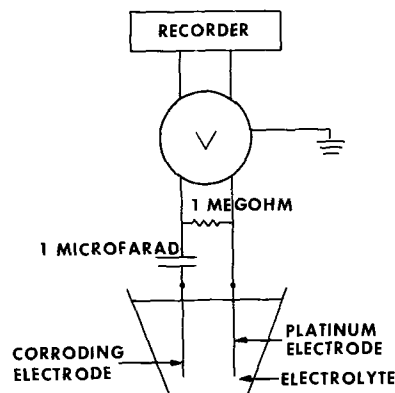 RECORDER
V
1 MEGOHM
1 MICROFARAD
CORRODING
ELECTRODE
PLATINUM
ELECTRODE
ELECTROLYTE